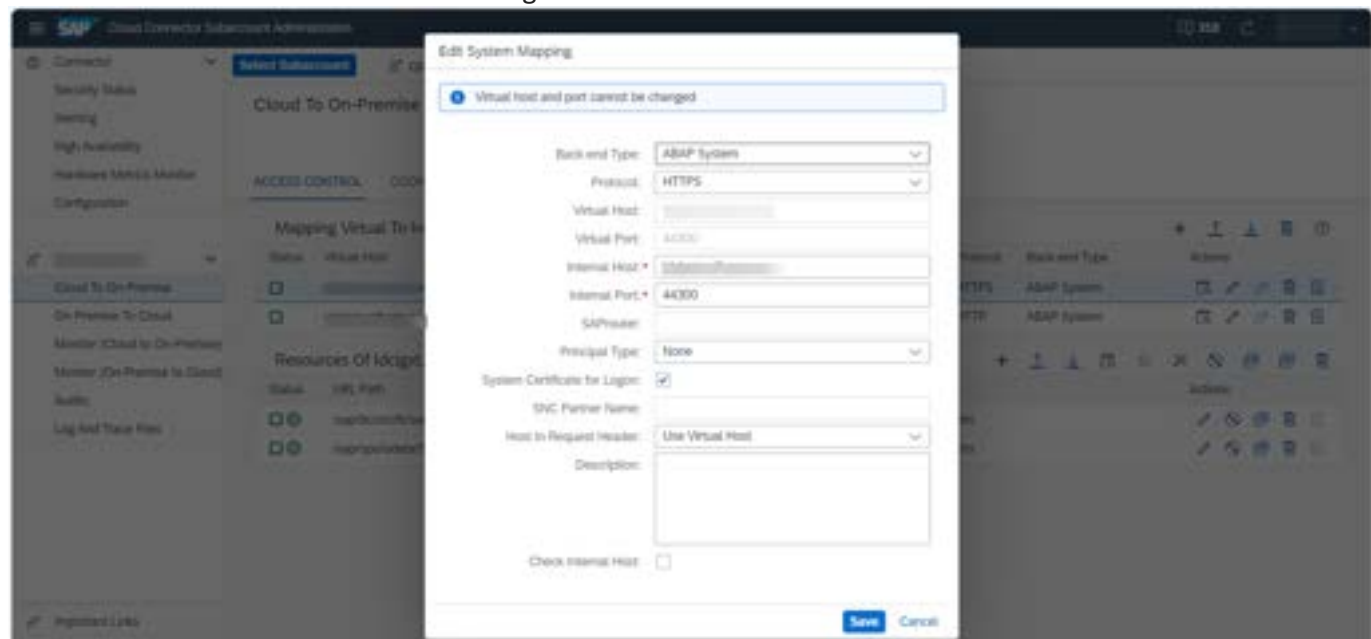 SAP Cloud Connector Subaccount Administration
Connector
Select Subaccount
Security Status
Alerting
High Availability
Hardware Metrics Monitor
Configuration
Cloud To On-Premise
ACCESS CONTROL
Mapping Virtual To
Status Virtual Host
Back-end Type Actions
Cloud To On-Premise
HTTPS ABAP System
On-Premise To Cloud
HTTP ABAP System
Monitor (Cloud to On-Premise)
Monitor (On-Premise to Cloud)
Resources Of
Audits
Status URL Path
Actions
Log And Trace Files
Important Links
Edit System Mapping
Virtual host and port cannot be changed
Back-end Type: ABAP System
Protocol: HTTPS
Virtual Host:
Virtual Port: 44300
Internal Host:*
Internal Port:* 44300
SAProuter:
Principal Type: None
System Certificate for Logon:
SNC Partner Name:
Host In Request Header: Use Virtual Host
Description:
Check Internal Host:
Save Cancel